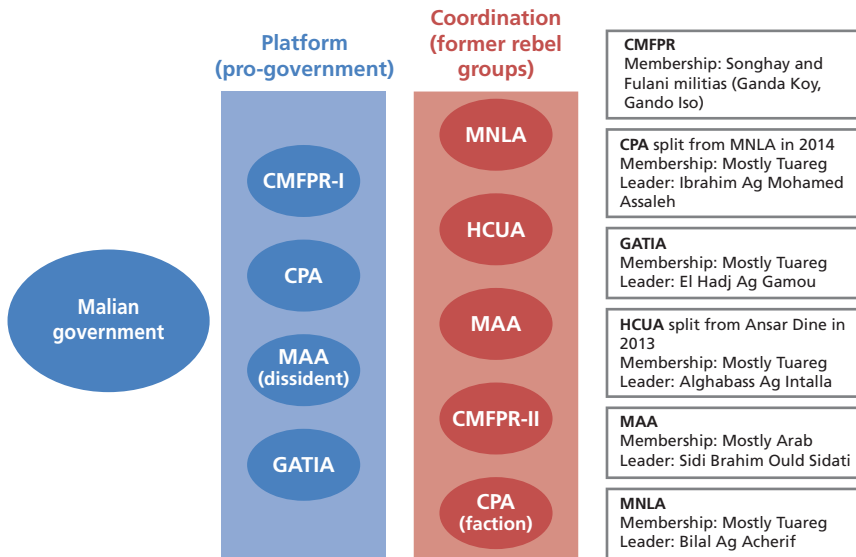 Platform
(pro-government)
Coordination
(former rebel
groups)
Malian
government
CMFPR-I
CPA
MAA
(dissident)
GATIA
MNLA
HCUA
MAA
CMFPR-II
CPA
(faction)
CMFPR
Membership: Songhay and
Fulani militias (Ganda Koy,
Gando Iso)
CPA split from MNLA in 2014
Membership: Mostly Tuareg
Leader: Ibrahim Ag Mohamed
Assaleh
GATIA
Membership: Mostly Tuareg
Leader: El Hadj Ag Gamou
HCUA split from Ansar Dine in
2013
Membership: Mostly Tuareg
Leader: Alghabass Ag Intalla
MAA
Membership: Mostly Arab
Leader: Sidi Brahim Ould Sidati
MNLA
Membership: Mostly Tuareg
Leader: Bilal Ag Acherif